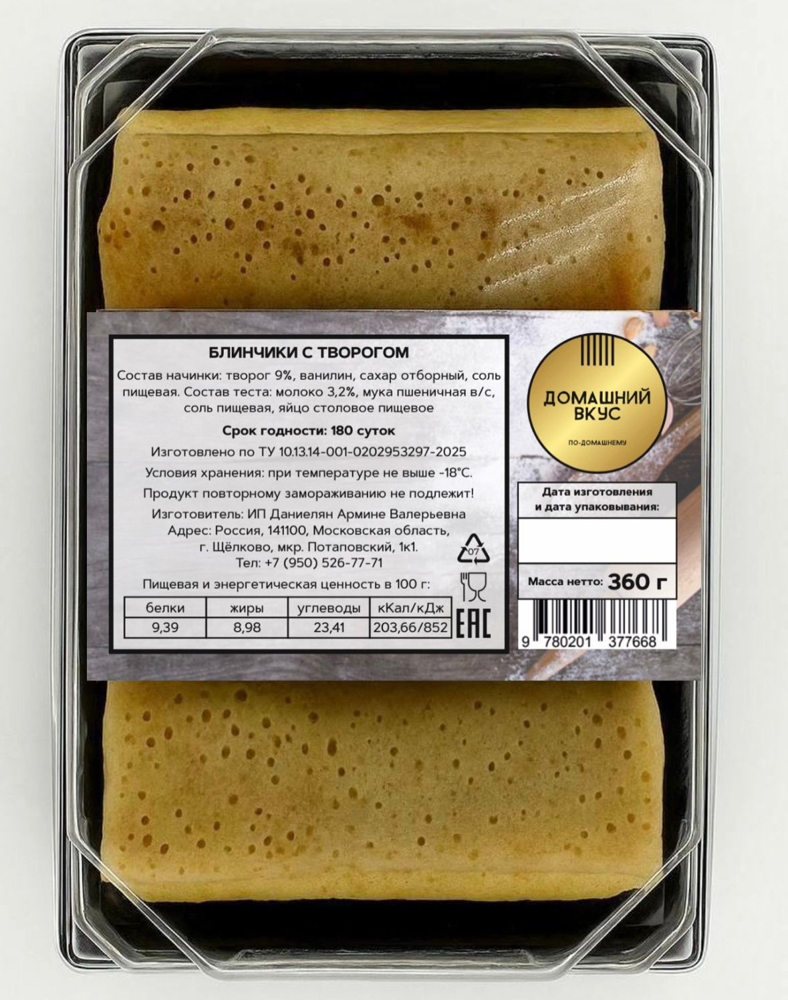 БЛИНЧИКИ С ТВОРОГОМ
Состав начинки: творог 9%, ванилин, сахар отборный, соль
пищевая. Состав теста: молоко 3,2%, мука пшеничная в/с,
соль пищевая, яйцо столовое пищевое
Срок годности: 180 суток
Изготовлено по ТУ 10.13.14-001-0202953297-2025
Условия хранения: при температуре не выше -18°С.
Продукт повторному замораживанию не подлежит!
Изготовитель: ИП Даниелян Армине Валерьевна
Адрес: Россия, 141100, Московская область,
г. Щёлково, мкр. Потаповский, 1к1.
Тел: +7 (950) 526-77-71
07
Пищевая и энергетическая ценность в 100 г:
белки жиры углеводы кКал/кДж
9,39 8,98 23,41 203,66/852
EAC
ДОМАШНИЙ
ВКУС
ПО-ДОМАШНЕМУ
Дата изготовления
и дата упаковывания:
Масса нетто: 360 г
9 780201 377668